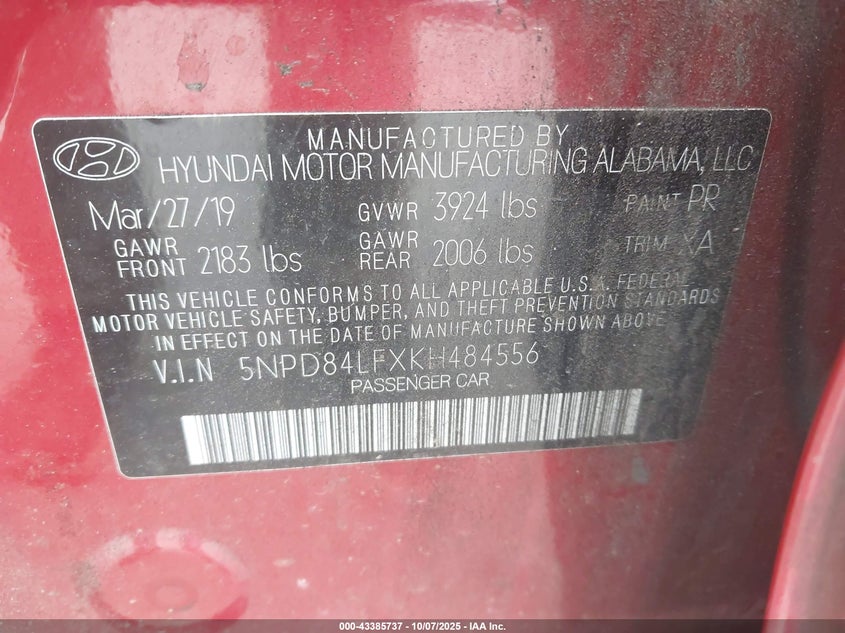 MANUFACTURED BY
HYUNDAI MOTOR MANUFACTURING ALABAMA, LLC
Mar/27/19 GVWR 3924 lbs PAINT PR
GAWR FRONT 2183 lbs GAWR REAR 2006 lbs TRIM XA
THIS VEHICLE CONFORMS TO ALL APPLICABLE U.S.A. FEDERAL
MOTOR VEHICLE SAFETY, BUMPER, AND THEFT PREVENTION STANDARDS
IN EFFECT ON THE DATE OF MANUFACTURE SHOWN ABOVE.
V.I.N 5NPD84LFXKH484556
PASSENGER CAR
000-43385737 - 10/07/2025 - IAA Inc.